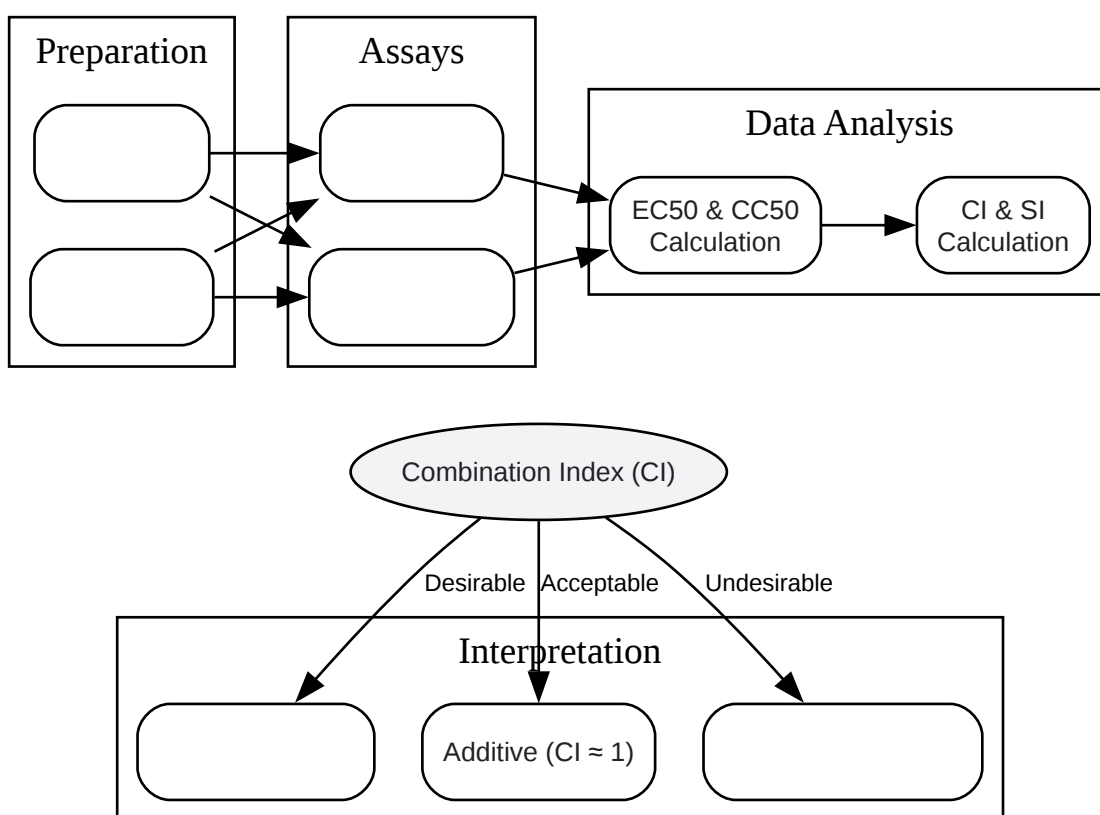 Preparation
Assays
Data Analysis
EC50 & CC50
Calculation
CI & SI
Calculation
Combination Index (CI)
Desirable
Acceptable
Undesirable
Interpretation
Additive (CI ≈ 1)